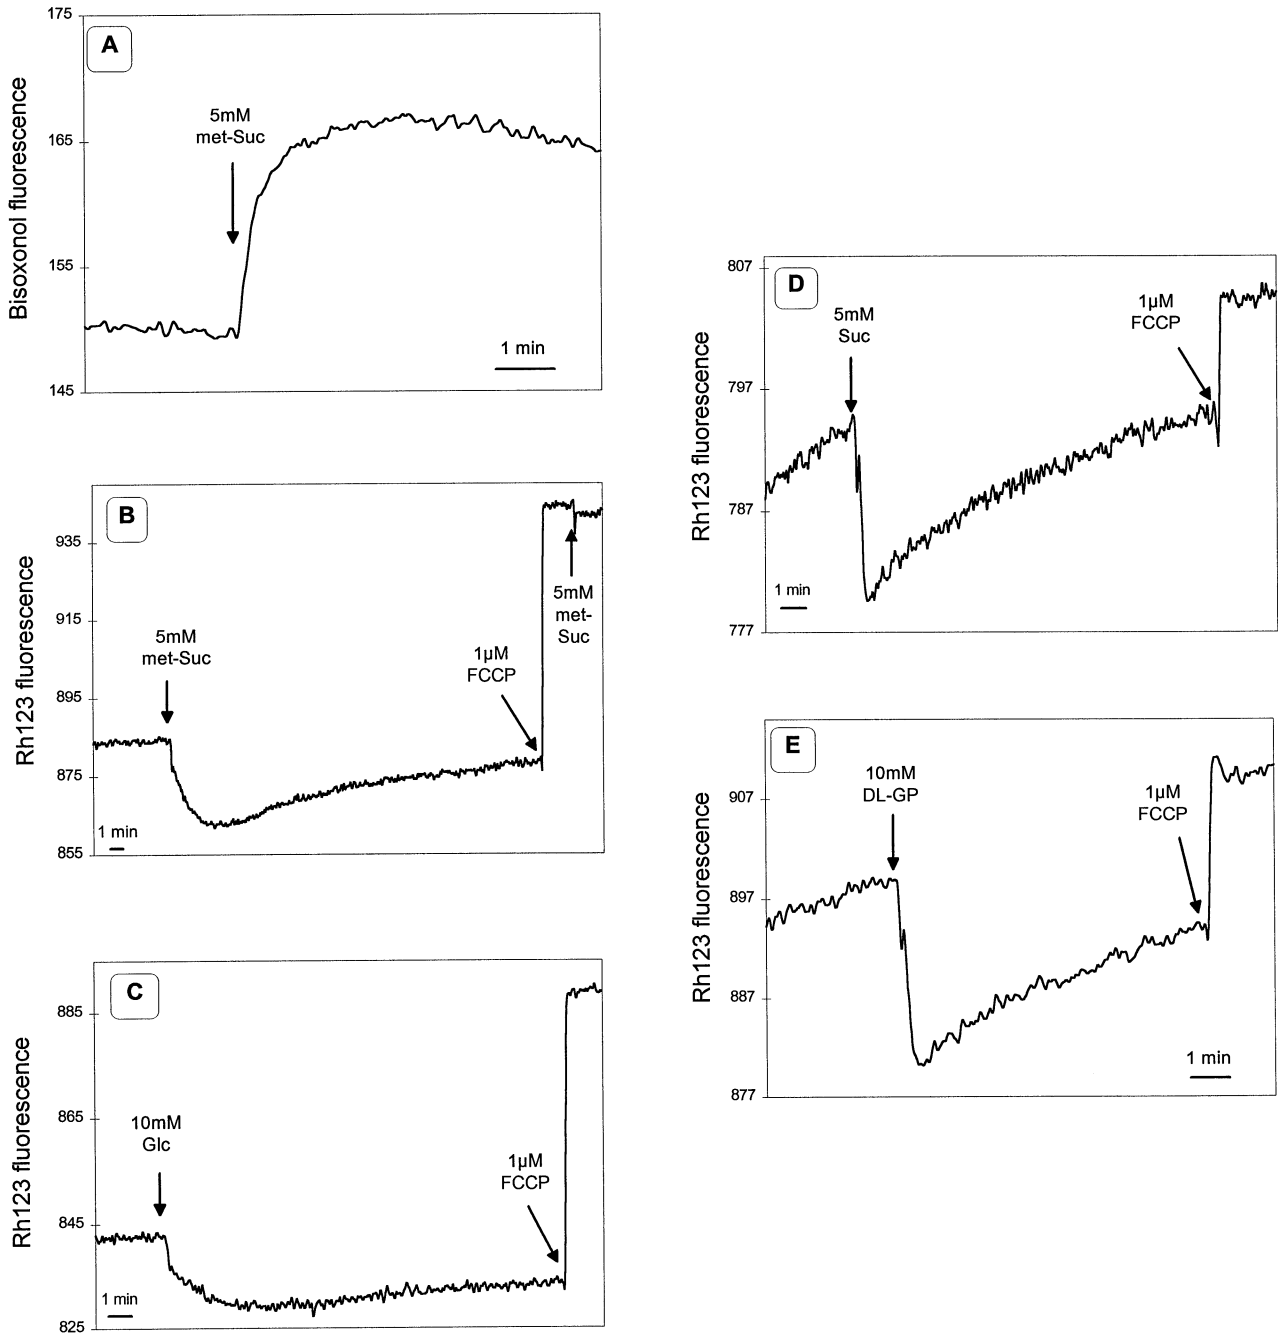 A
Bisoxonol fluorescence
175
165
155
145
5mM
met-Suc
1 min
B
Rh123 fluorescence
935
915
895
875
855
5mM
met-Suc
1µM
FCCP
5mM
met-
Suc
1 min
C
Rh123 fluorescence
885
865
845
825
10mM
Glc
1µM
FCCP
1 min
D
Rh123 fluorescence
807
797
787
777
5mM
Suc
1µM
FCCP
1 min
E
Rh123 fluorescence
907
897
887
877
10mM
DL-GP
1µM
FCCP
1 min